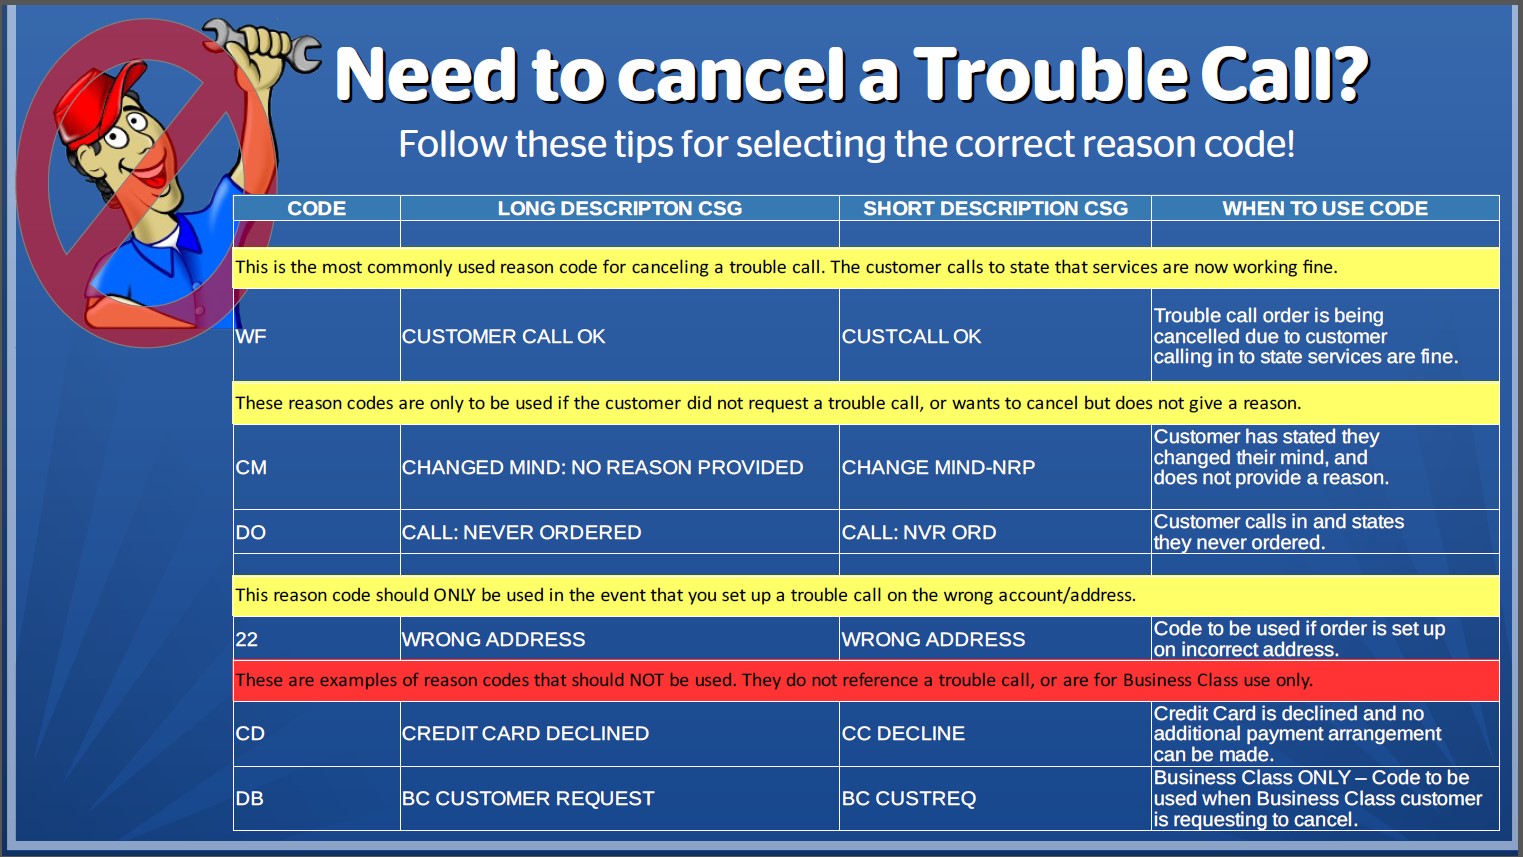 Need to cancel a Trouble Call?
Follow these tips for selecting the correct reason code!
CODE LONG DESCRIPTON CSG SHORT DESCRIPTION CSG WHEN TO USE CODE
This is the most commonly used reason code for canceling a trouble call. The customer calls to state that services are now working fine.
WF CUSTOMER CALL OK CUSTCALL OK Trouble call order is being
cancelled due to customer
calling in to state services are fine.
These reason codes are only to be used if the customer did not request a trouble call, or wants to cancel but does not give a reason.
CM CHANGED MIND: NO REASON PROVIDED CHANGE MIND-NRP Customer has stated they
changed their mind, and
does not provide a reason.
DO CALL: NEVER ORDERED CALL: NVR ORD Customer calls in and states
they never ordered.
This reason code should ONLY be used in the event that you set up a trouble call on the wrong account/address.
22 WRONG ADDRESS WRONG ADDRESS Code to be used if order is set up
on incorrect address.
These are examples of reason codes that should NOT be used. They do not reference a trouble call, or are for Business Class use only.
CD CREDIT CARD DECLINED CC DECLINE Credit Card is declined and no
additional payment arrangement
can be made.
DB BC CUSTOMER REQUEST BC CUSTREQ Business Class ONLY – Code to be
used when Business Class customer
is requesting to cancel.